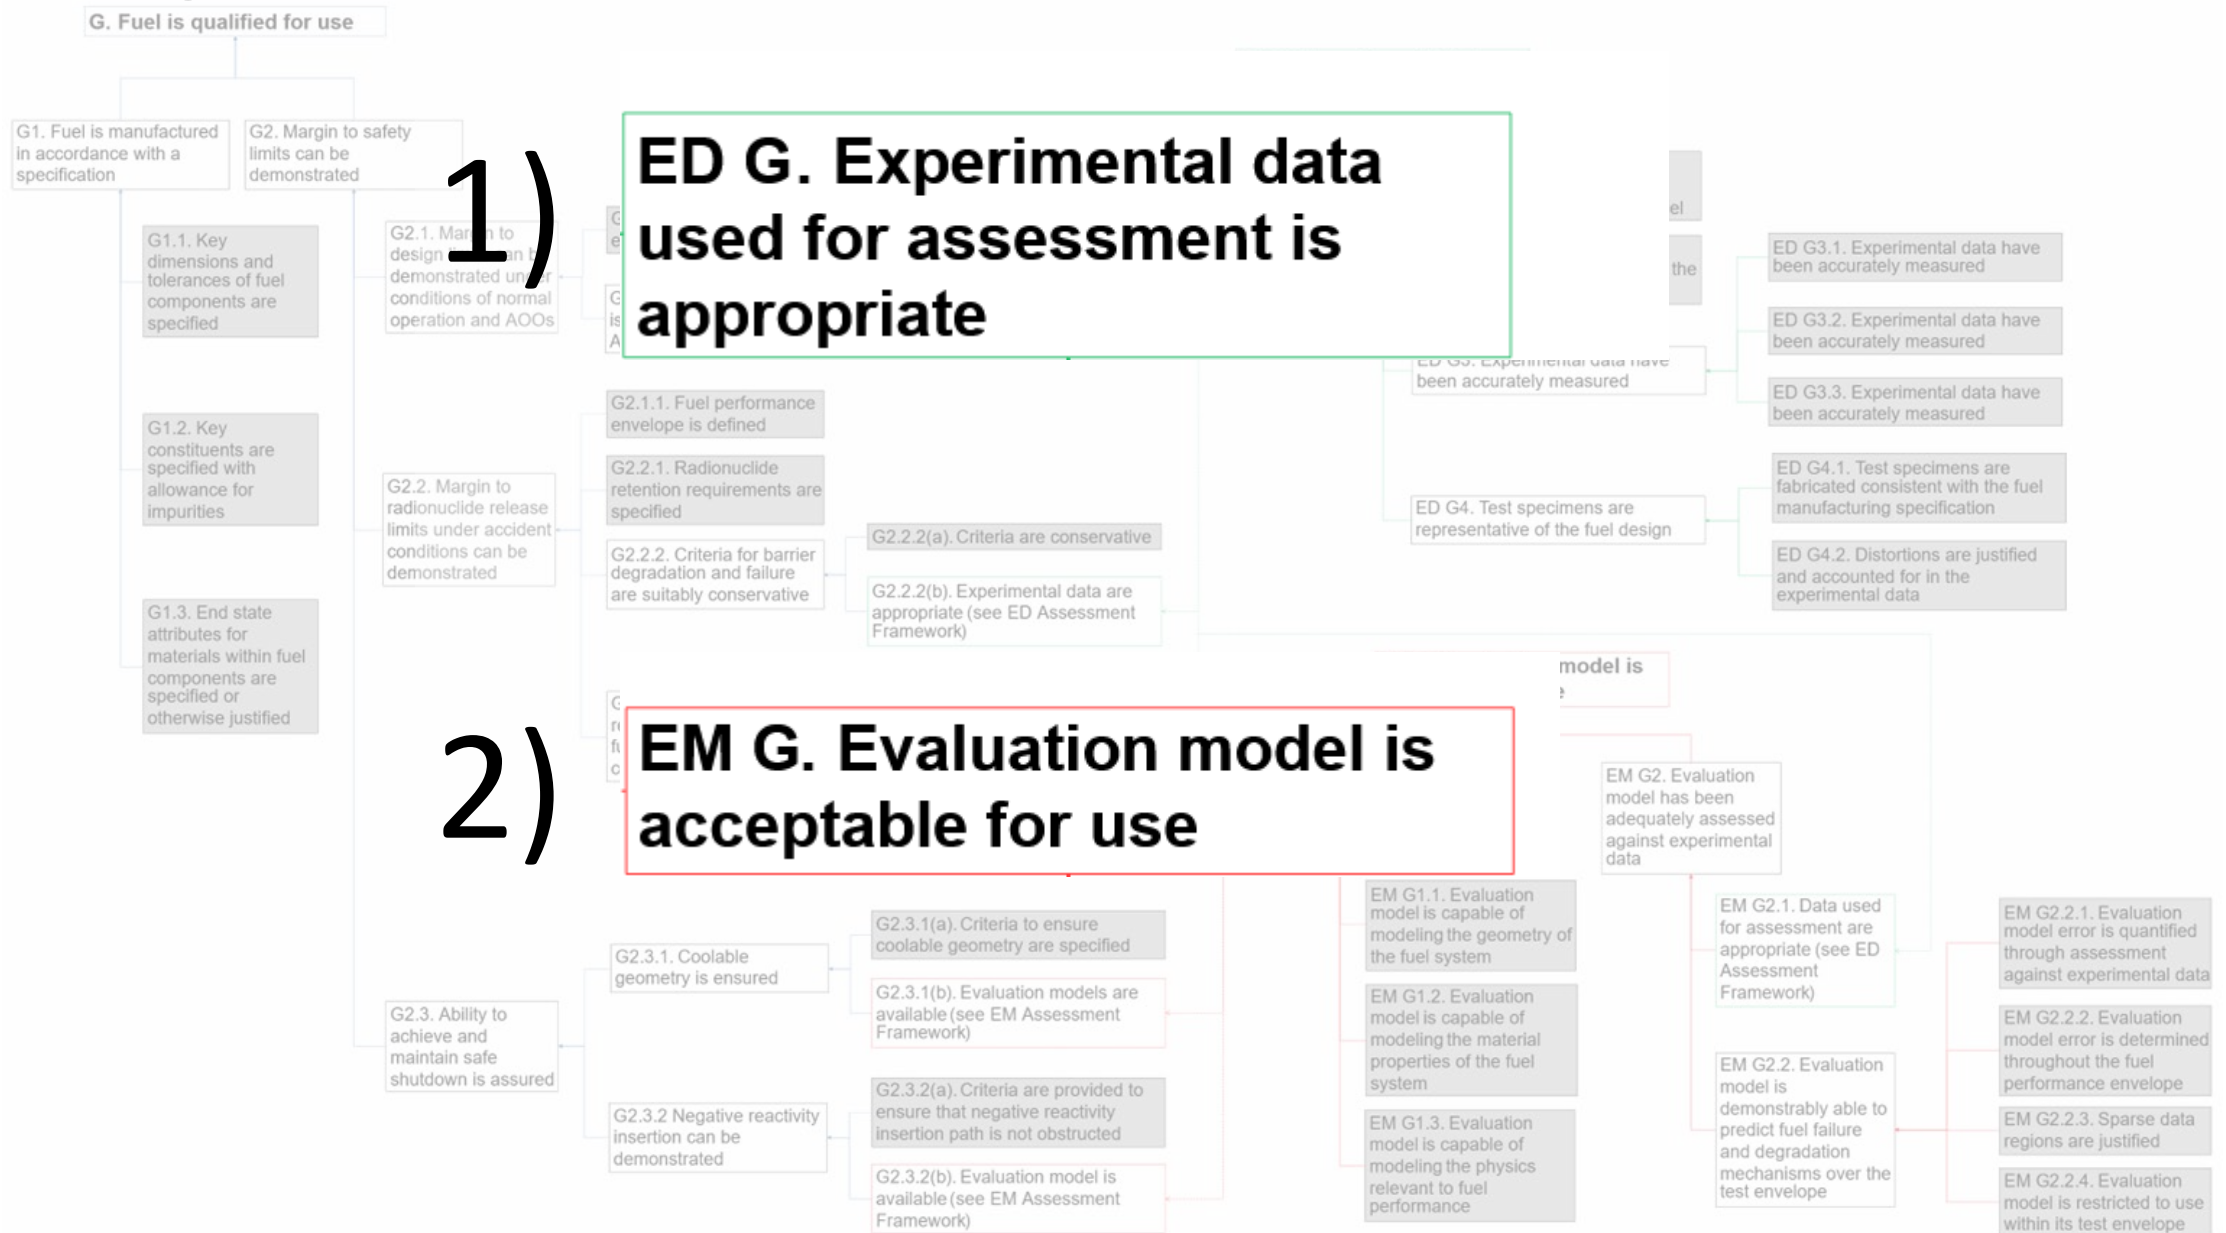 G. Fuel is qualified for use
G1. Fuel is manufactured
in accordance with a
specification
G2. Margin to safety
limits can be
demonstrated
G1.1. Key
dimensions and
tolerances of fuel
components are
specified
G1.2. Key
constituents are
specified with
allowance for
impurities
G1.3. End state
attributes for
materials within fuel
components are
specified or
otherwise justified
1)
ED G. Experimental data
used for assessment is
appropriate
G2.1. Margin to
design
demonstrated under
conditions of normal
operation and AOOs
G2.2. Margin to
radionuclide release
limits under accident
conditions can be
demonstrated
G2.1.1. Fuel performance
envelope is defined
G2.2.1. Radionuclide
retention requirements are
specified
G2.2.2. Criteria for barrier
degradation and failure
are suitably conservative
G2.2.2(a). Criteria are conservative
G2.2.2(b). Experimental data are
appropriate (see ED Assessment
Framework)
the
ED G3. Experimental data have
been accurately measured
ED G3.1. Experimental data have
been accurately measured
ED G3.2. Experimental data have
been accurately measured
ED G3.3. Experimental data have
been accurately measured
ED G4. Test specimens are
representative of the fuel design
ED G4.1. Test specimens are
fabricated consistent with the fuel
manufacturing specification
ED G4.2. Distortions are justified
and accounted for in the
experimental data
2)
EM G. Evaluation model is
acceptable for use
model is
G2.3. Ability to
achieve and
maintain safe
shutdown is assured
G2.3.1. Coolable
geometry is ensured
G2.3.1(a). Criteria to ensure
coolable geometry are specified
G2.3.1(b). Evaluation models are
available (see EM Assessment
Framework)
G2.3.2 Negative reactivity
insertion can be
demonstrated
G2.3.2(a). Criteria are provided to
ensure that negative reactivity
insertion path is not obstructed
G2.3.2(b). Evaluation model is
available (see EM Assessment
Framework)
EM G1.1. Evaluation
model is capable of
modeling the geometry of
the fuel system
EM G1.2. Evaluation
model is capable of
modeling the material
properties of the fuel
system
EM G1.3. Evaluation
model is capable of
modeling the physics
relevant to fuel
performance
EM G2. Evaluation
model has been
adequately assessed
against experimental
data
EM G2.1. Data used
for assessment are
appropriate (see ED
Assessment
Framework)
EM G2.2. Evaluation
model is
demonstrably able to
predict fuel failure
and degradation
mechanisms over the
test envelope
EM G2.2.1. Evaluation
model error is quantified
through assessment
against experimental data
EM G2.2.2. Evaluation
model error is determined
throughout the fuel
performance envelope
EM G2.2.3. Sparse data
regions are justified
EM G2.2.4. Evaluation
model is restricted to use
within its test envelope